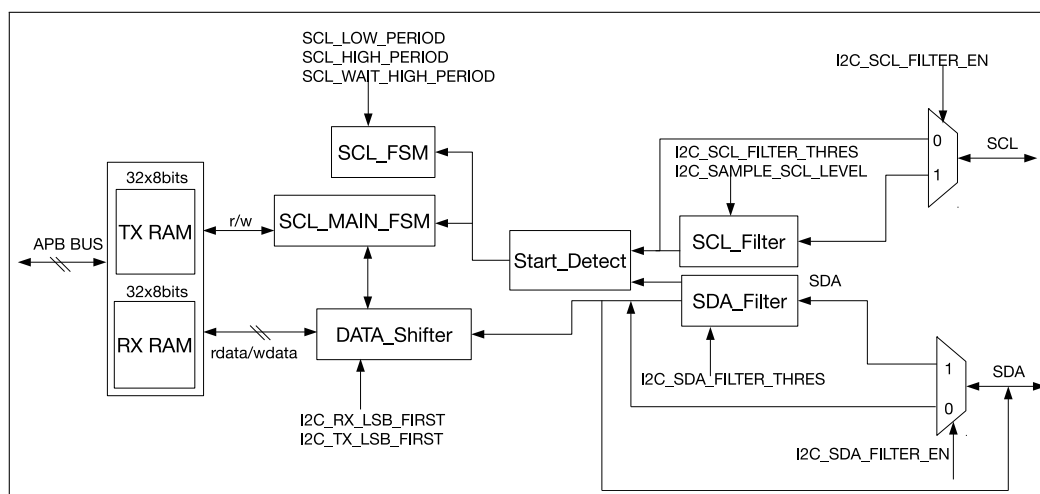 SCL_LOW_PERIOD
SCL_HIGH_PERIOD
SCL_WAIT_HIGH_PERIOD
I2C_SCL_FILTER_EN
SCL_FSM
0
SCL
1
I2C_SCL_FILTER_THRES
I2C_SAMPLE_SCL_LEVEL
32x8bits
TX RAM
r/w
SCL_MAIN_FSM
SCL_Filter
APB BUS
Start_Detect
SDA
32x8bits
RX RAM
rdata/wdata
DATA_Shifter
SDA_Filter
I2C_SDA_FILTER_THRES
1
SDA
0
I2C_RX_LSB_FIRST
I2C_TX_LSB_FIRST
I2C_SDA_FILTER_EN